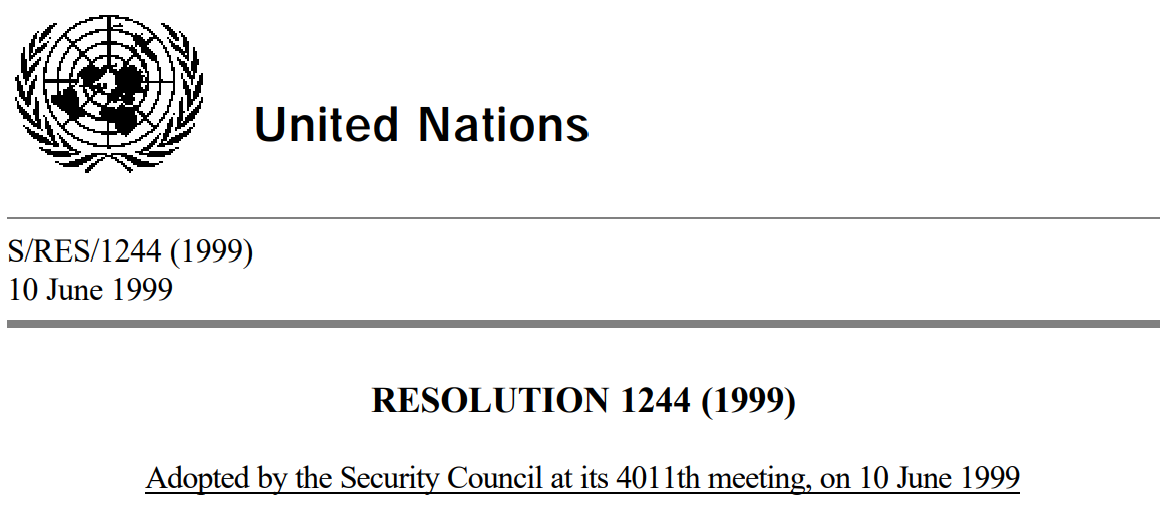 United Nations
S/RES/1244 (1999)
10 June 1999
RESOLUTION 1244 (1999)
Adopted by the Security Council at its 4011th meeting, on 10 June 1999